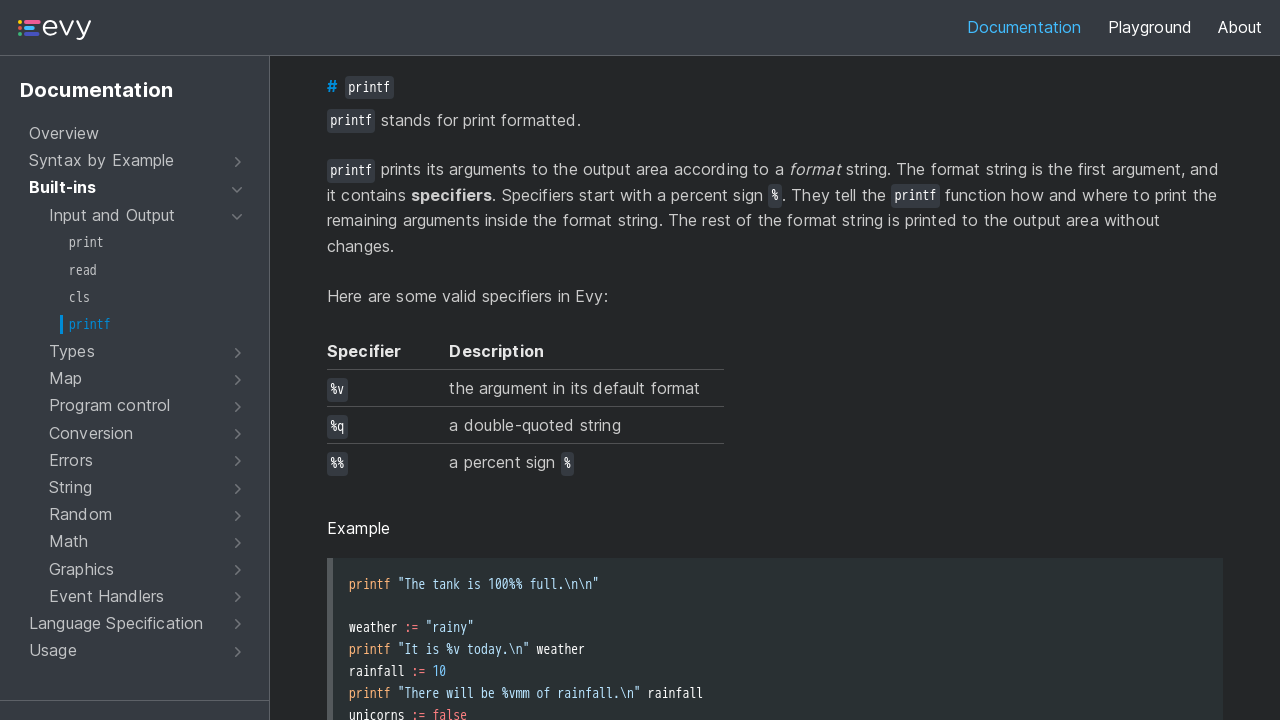 evy
Documentation
Playground
About
Documentation
Overview
Syntax by Example
Built-ins
Input and Output
print
read
cls
printf
Types
Map
Program control
Conversion
Errors
String
Random
Math
Graphics
Event Handlers
Language Specification
Usage
# printf
printf stands for print formatted.
printf prints its arguments to the output area according to a format string. The format string is the first argument, and
it contains specifiers. Specifiers start with a percent sign %. They tell the printf function how and where to print the
remaining arguments inside the format string. The rest of the format string is printed to the output area without
changes.
Here are some valid specifiers in Evy:
Specifier Description
%v the argument in its default format
%q a double-quoted string
%% a percent sign %
Example
printf "The tank is 100%% full.\n\n"
weather := "rainy"
printf "It is %v today.\n" weather
rainfall := 10
printf "There will be %vmm of rainfall.\n" rainfall
unicorns := false